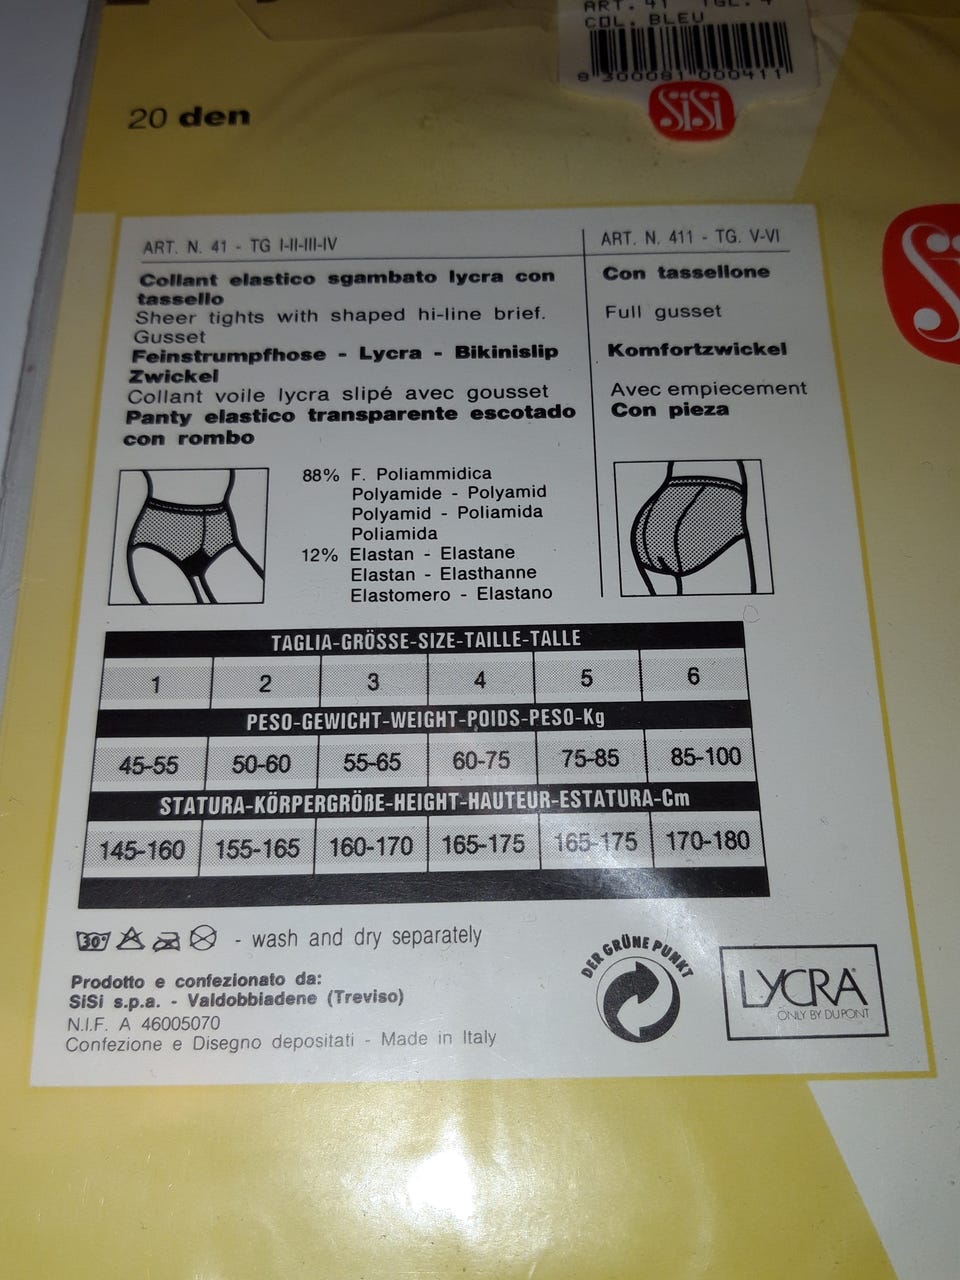 ART. 41 TGL. 4
COL. BLEU
8 300081 000411
SiSi
20 den
ART. N. 41 - TG I-II-III-IV
Collant elastico sgambato lycra con
tassello
Sheer tights with shaped hi-line brief.
Gusset
Feinstrumpfhose - Lycra - Bikinislip
Zwickel
Collant voile lycra slipé avec gousset
Panty elastico transparente escotado
con rombo
ART. N. 411 - TG. V-VI
Con tassellone
Full gusset
Komfortzwickel
Avec empiecement
Con pieza
88% F. Poliammidica
Polyamide - Polyamid
Polyamid - Poliamida
Poliamida
12% Elastan - Elastane
Elastan - Elasthanne
Elastomero - Elastano
TAGLIA-GRÖSSE-SIZE-TAILLE-TALLE
1 2 3 4 5 6
PESO-GEWICHT-WEIGHT-POIDS-PESO-Kg
45-55 50-60 55-65 60-75 75-85 85-100
STATURA-KÖRPERGRÖßE-HEIGHT-HAUTEUR-ESTATURA-Cm
145-160 155-165 160-170 165-175 165-175 170-180
30° - wash and dry separately
Prodotto e confezionato da:
SiSi s.p.a. - Valdobbiadene (Treviso)
N.I.F. A 46005070
Confezione e Disegno depositati - Made in Italy
DER GRÜNE PUNKT
LYCRA®
ONLY BY DU PONT